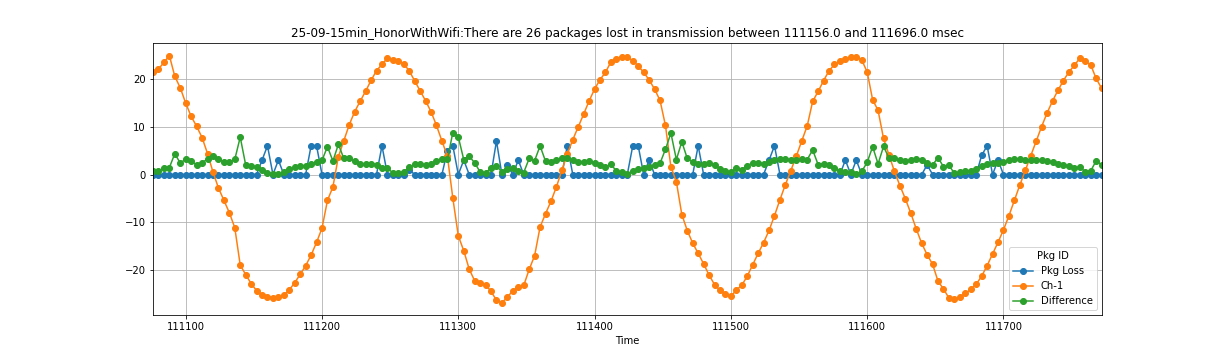 25-09-15min_HonorWithWifi:There are 26 packages lost in transmission between 111156.0 and 111696.0 msec
20
10
0
−10
−20
111100 111200 111300 111400 111500 111600 111700
Time
Pkg ID
Pkg Loss
Ch-1
Difference